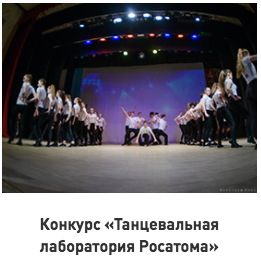 Конкурс «Танцевальная
лаборатория Росатома»